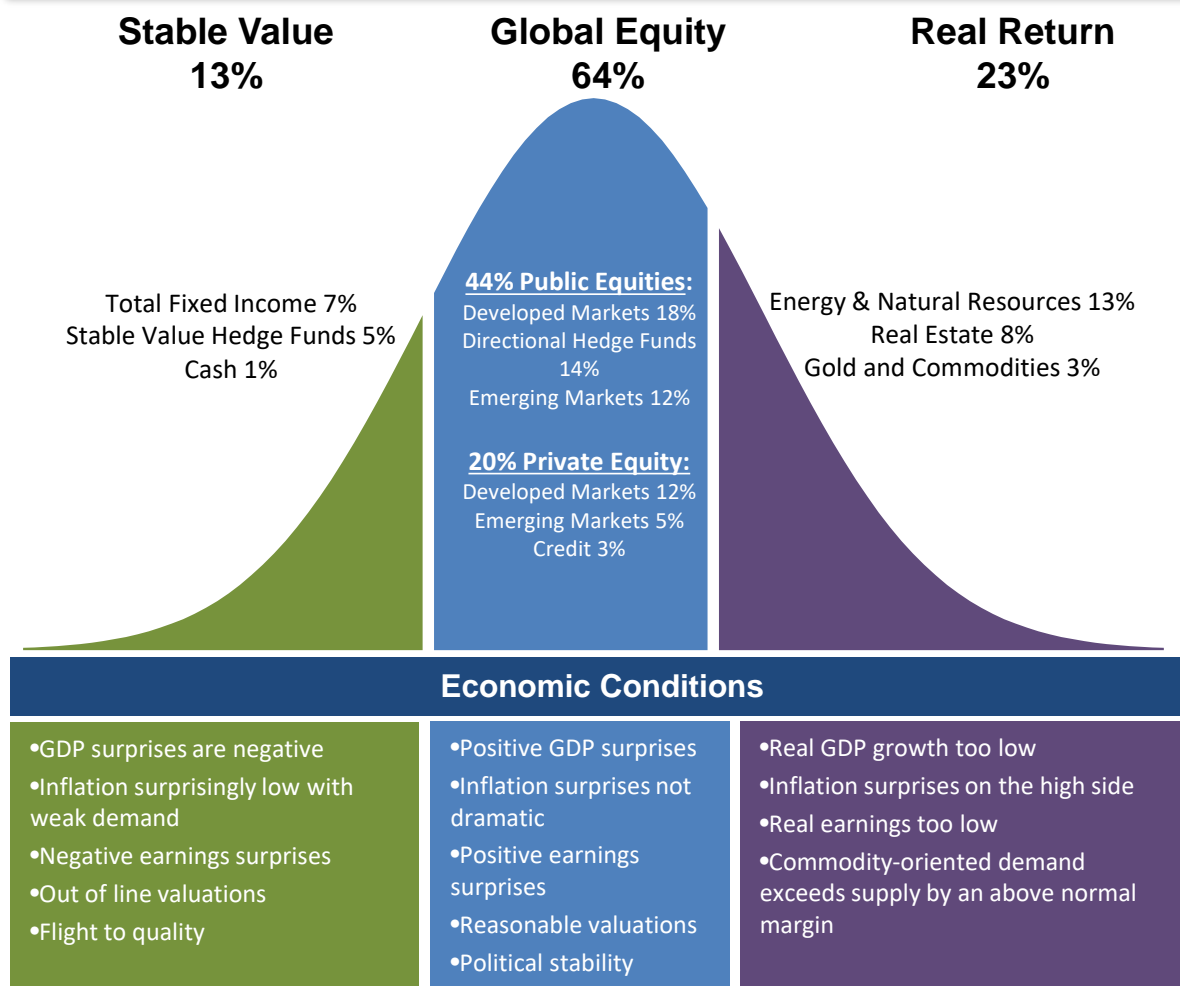 Stable Value
13%
Global Equity
64%
Real Return
23%
Total Fixed Income 7%
Stable Value Hedge Funds 5%
Cash 1%
44% Public Equities:
Developed Markets 18%
Directional Hedge Funds
14%
Emerging Markets 12%
20% Private Equity:
Developed Markets 12%
Emerging Markets 5%
Credit 3%
Energy & Natural Resources 13%
Real Estate 8%
Gold and Commodities 3%
Economic Conditions
•GDP surprises are negative
•Inflation surprisingly low with
weak demand
•Negative earnings surprises
•Out of line valuations
•Flight to quality
•Positive GDP surprises
•Inflation surprises not
dramatic
•Positive earnings
surprises
•Reasonable valuations
•Political stability
•Real GDP growth too low
•Inflation surprises on the high side
•Real earnings too low
•Commodity-oriented demand
exceeds supply by an above normal
margin